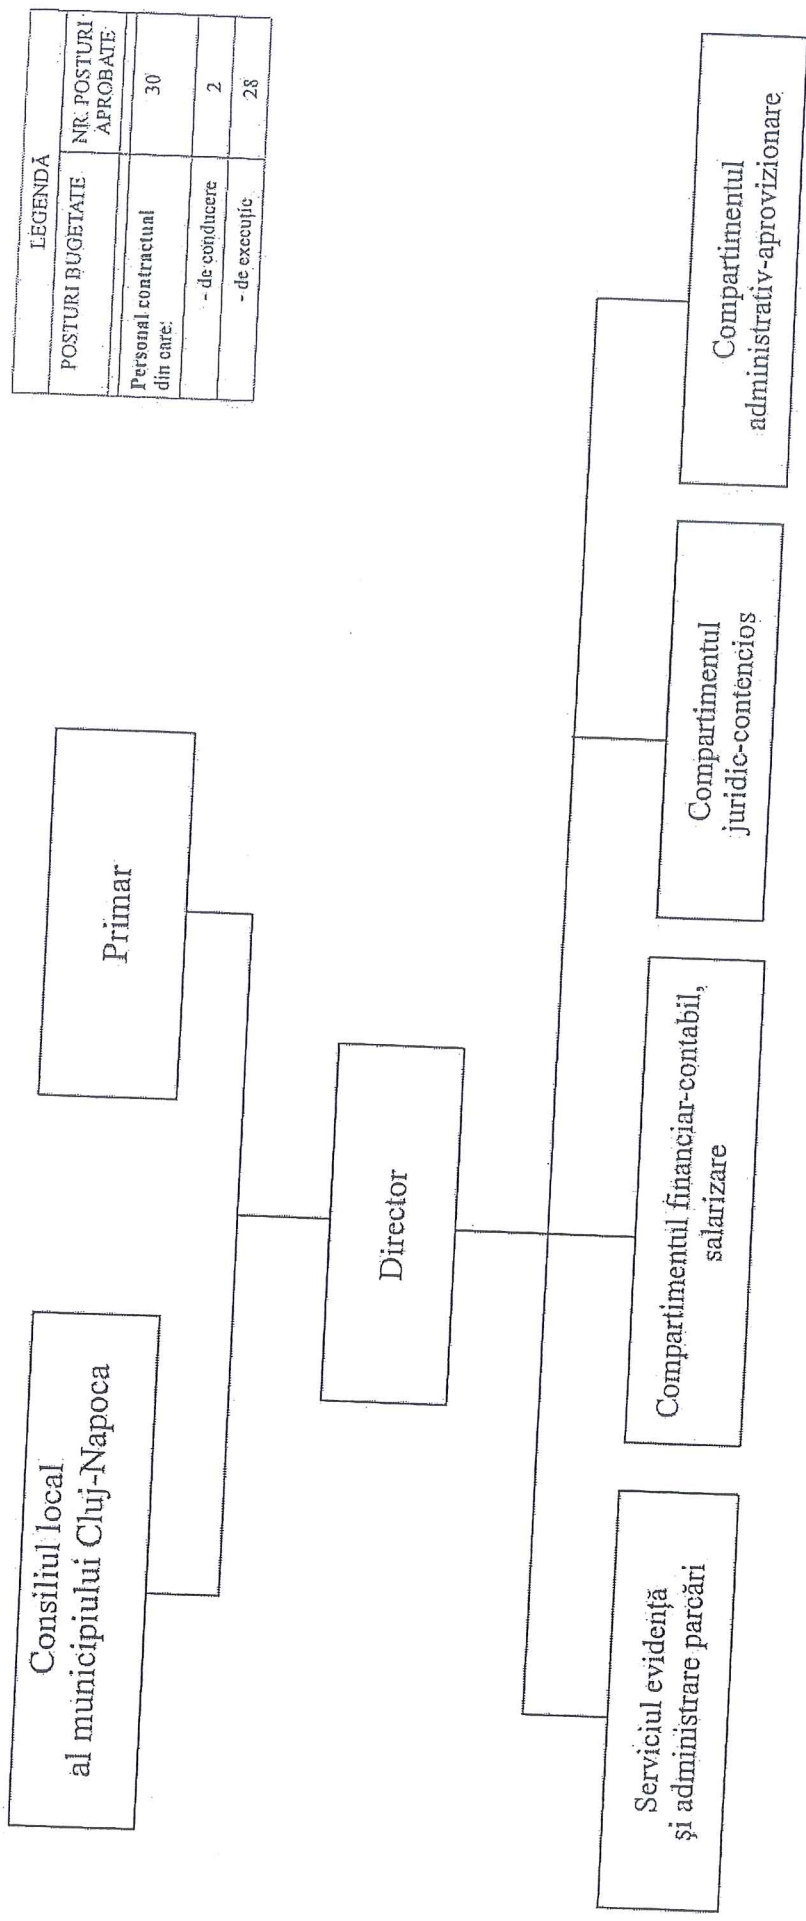 LEGENDĂ
POSTURI BUGETATE
NR. POSTURI
APROBATE
Personal contractual
din care:
30
- de conducere
2
- de execuție
28
Consiliul local
al municipiului Cluj-Napoca
Primar
Director
Serviciul evidență
și administrare parcări
Compartimentul financiar-contabil,
salarizare
Compartimentul
juridic-contencios
Compartimentul
administrativ-aprovizionare